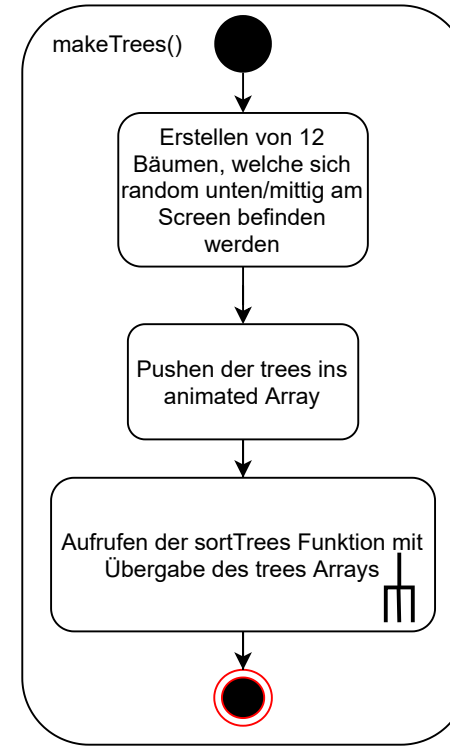 makeTrees()
Erstellen von 12
Bäumen, welche sich
random unten/mittig am
Screen befinden
werden
Pushen der trees ins
animated Array
Aufrufen der sortTrees Funktion mit
Übergabe des trees Arrays